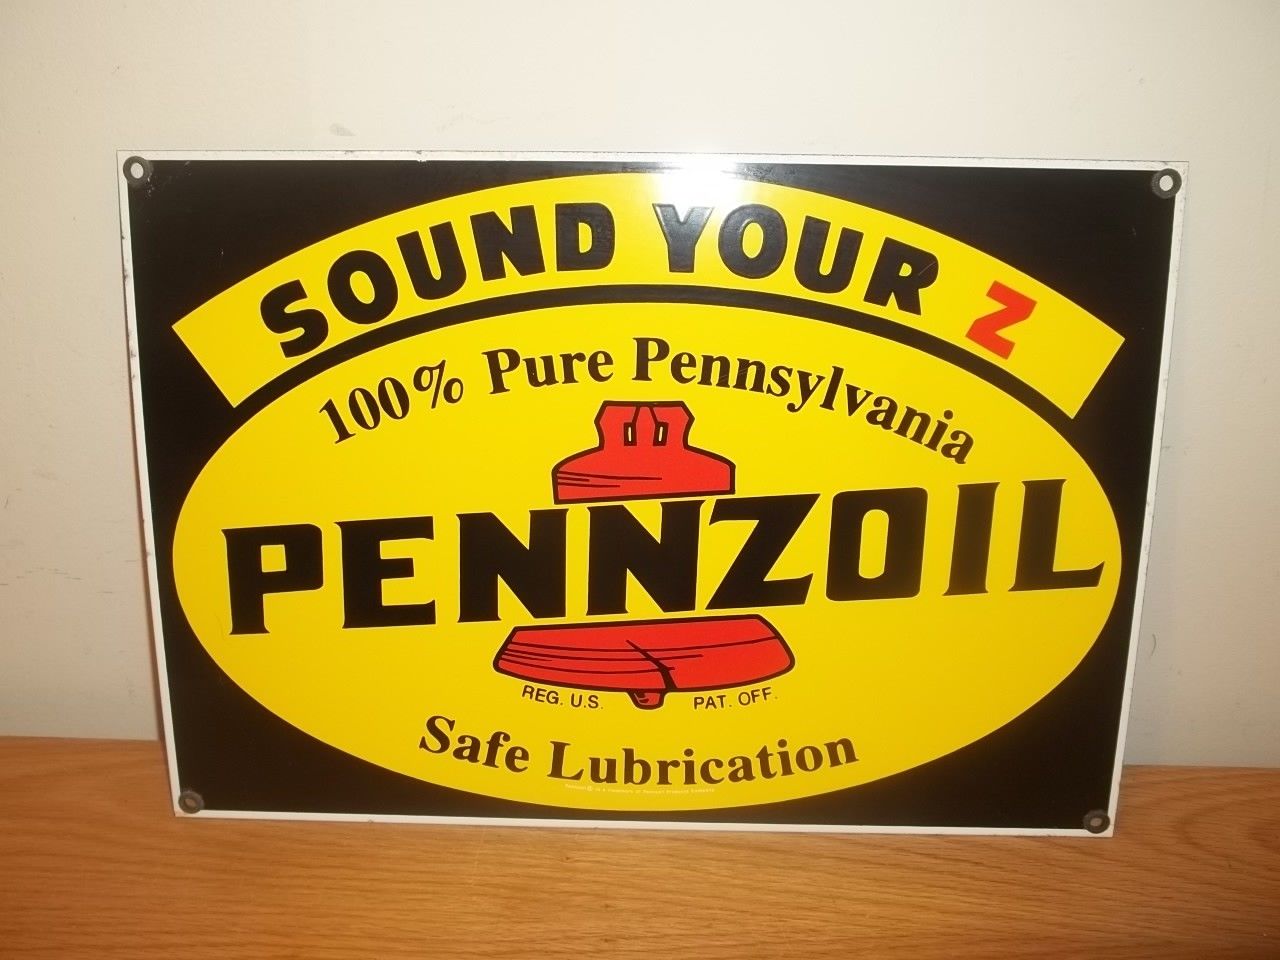 SOUND YOUR Z
100% Pure Pennsylvania
PENNZOIL
REG. U.S. PAT. OFF.
Safe Lubrication